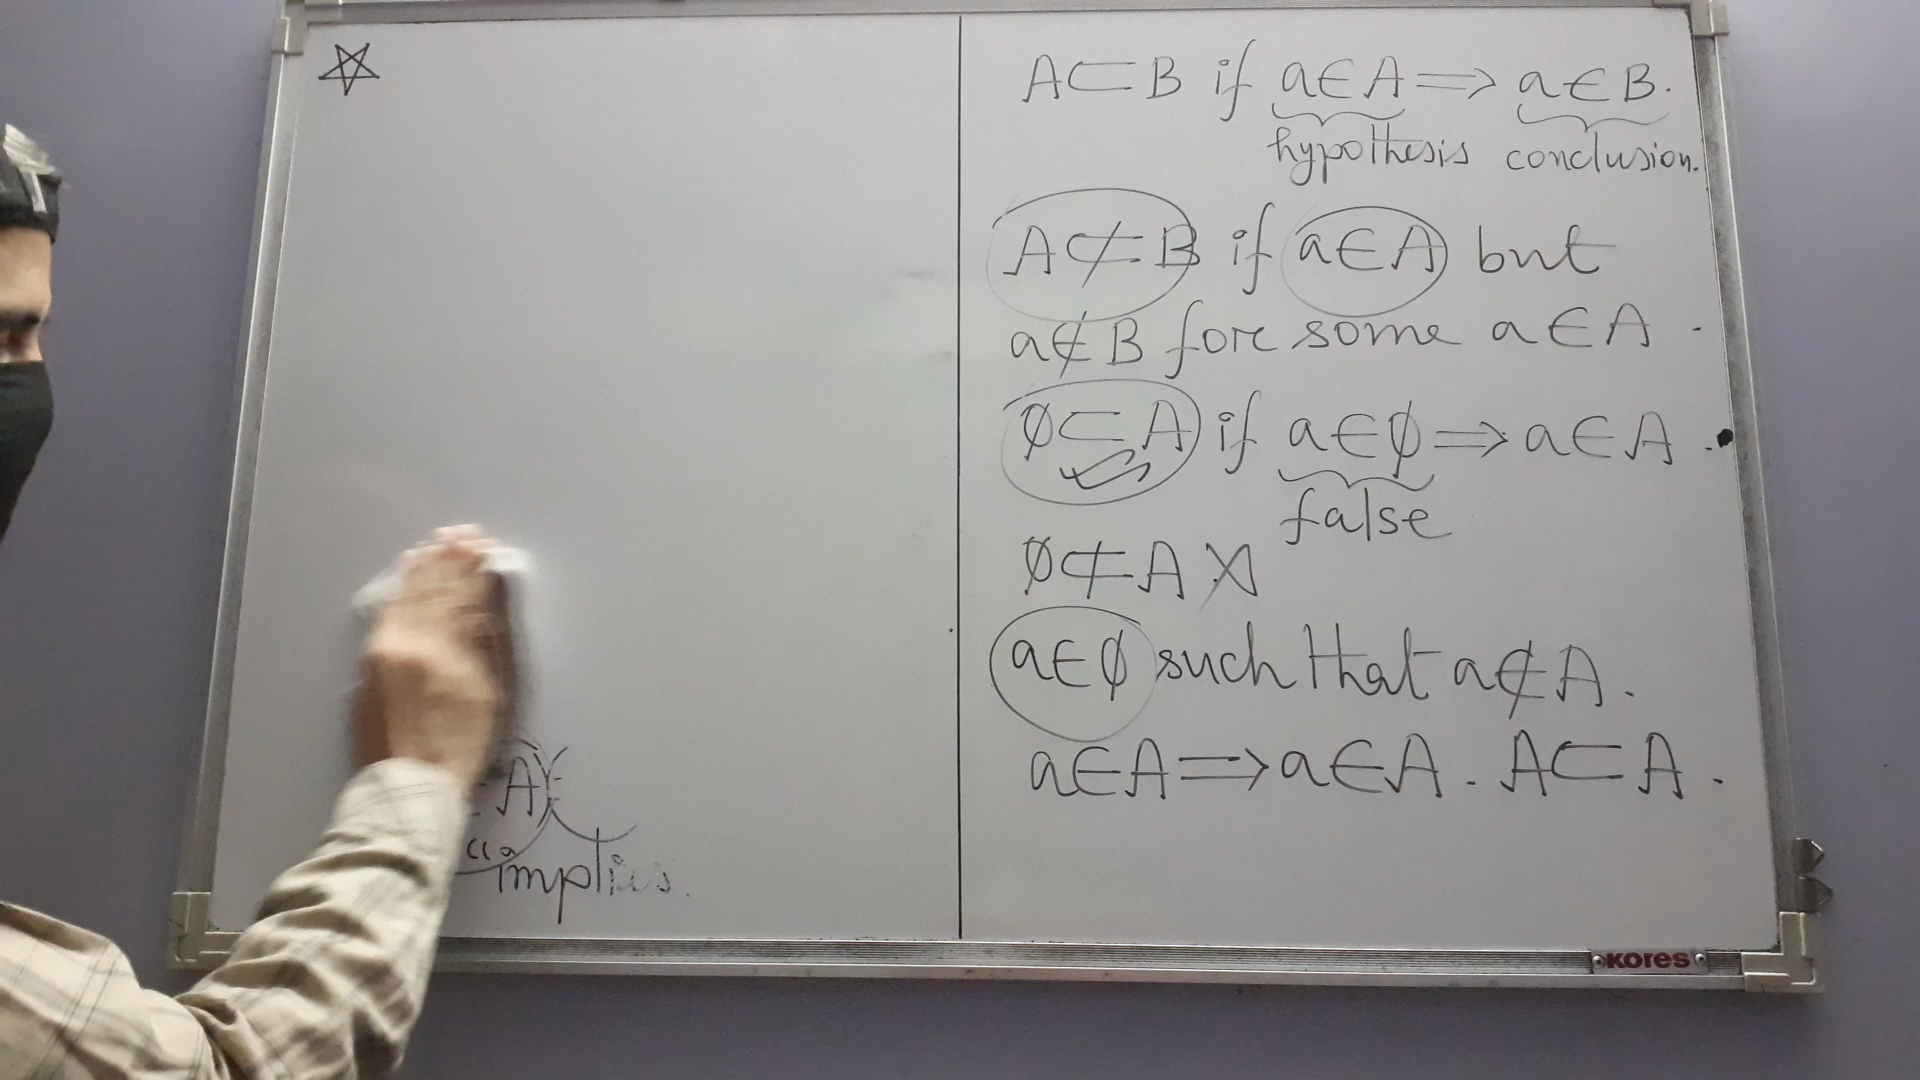 A)
implies.
A⊂B if a∈A ⟹ a∈B.
hypothesis conclusion.
A⊄B if a∈A but
a∉B fore some a∈A.
∅⊂A if a∈∅ ⟹ a∈A.
false
∅⊄A X
a∈∅ such that a∉A.
a∈A ⟹ a∈A. A⊂A.
KORES